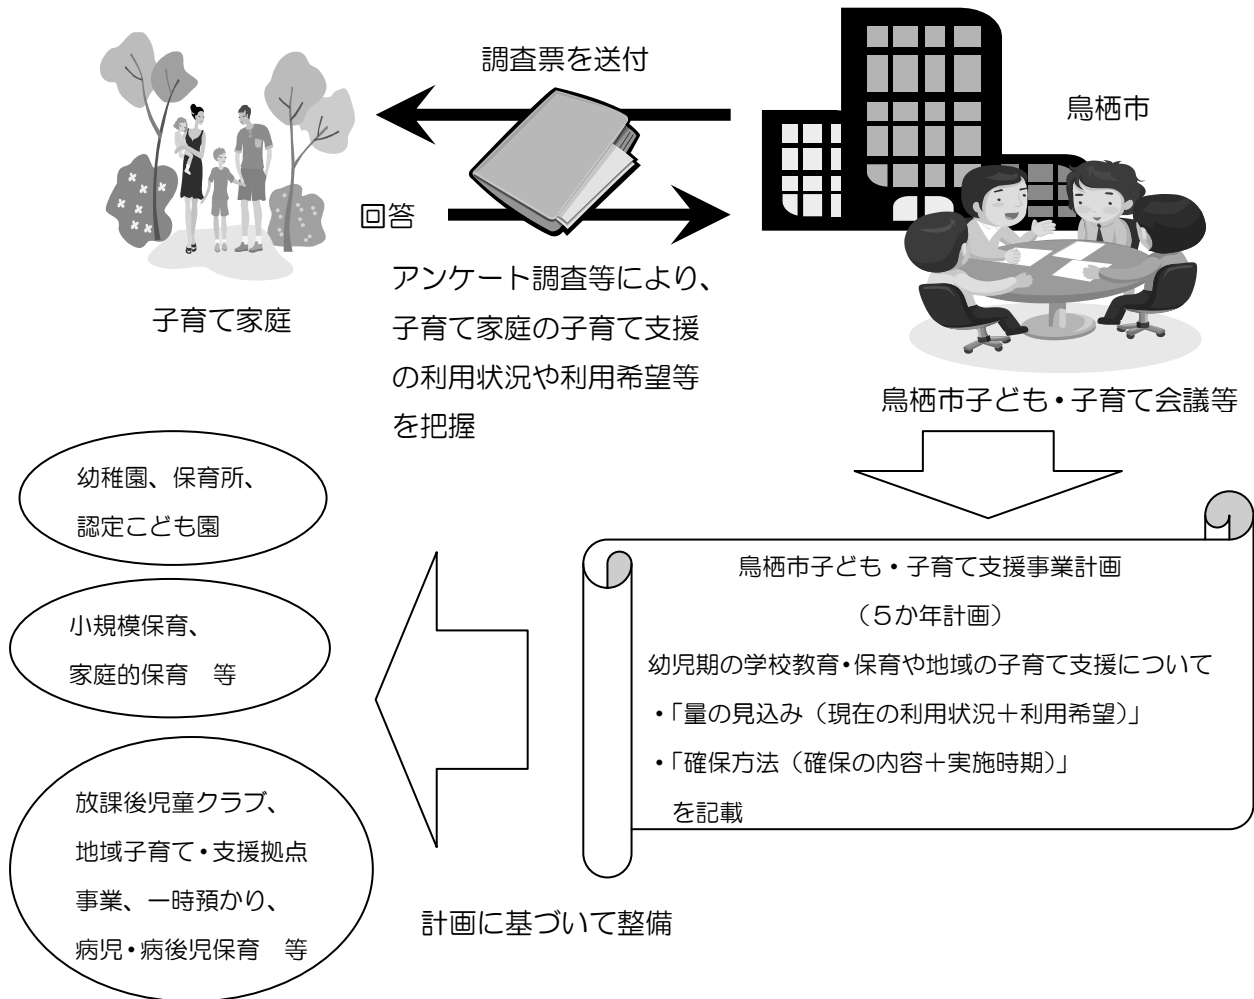 調査票を送付
鳥栖市
回答
子育て家庭
アンケート調査等により、
子育て家庭の子育て支援
の利用状況や利用希望等
を把握
鳥栖市子ども・子育て会議等
鳥栖市子ども・子育て支援事業計画
（５か年計画）
幼児期の学校教育・保育や地域の子育て支援について
・「量の見込み（現在の利用状況＋利用希望）」
・「確保方法（確保の内容＋実施時期）」
を記載
計画に基づいて整備
幼稚園、保育所、
認定こども園
小規模保育、
家庭的保育　等
放課後児童クラブ、
地域子育て・支援拠点
事業、一時預かり、
病児・病後児保育　等